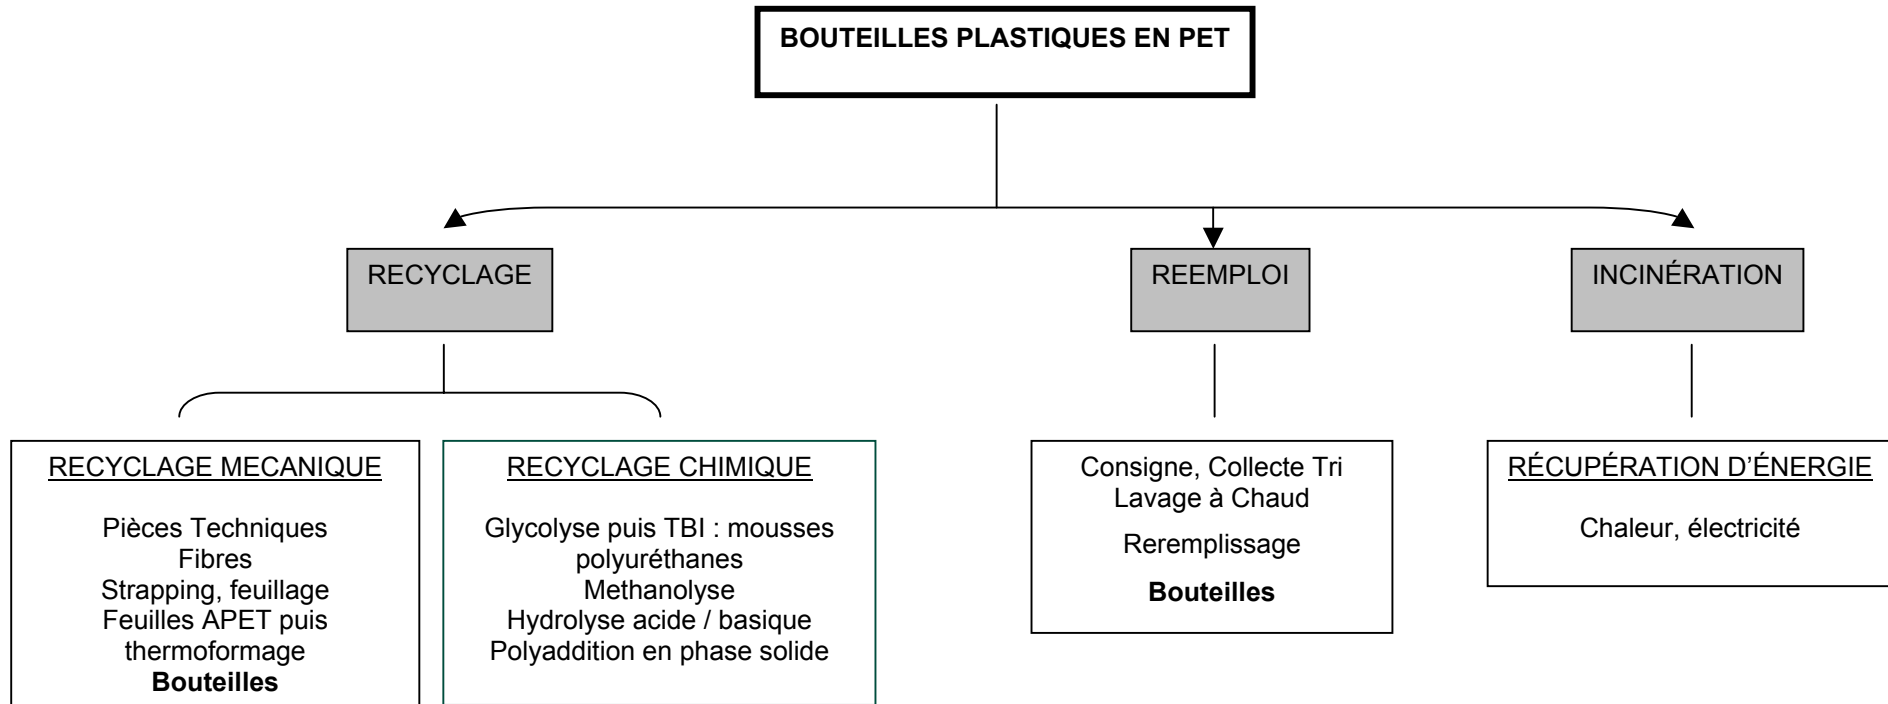 BOUTEILLES PLASTIQUES EN PET
RECYCLAGE
REEMPLOI
INCINÉRATION
RECYCLAGE MECANIQUE
Pièces Techniques
Fibres
Strapping, feuillage
Feuilles APET puis
thermoformage
Bouteilles
RECYCLAGE CHIMIQUE
Glycolyse puis TBI : mousses
polyuréthanes
Methanolyse
Hydrolyse acide / basique
Polyaddition en phase solide
Consigne, Collecte Tri
Lavage à Chaud
Reremplissage
Bouteilles
RÉCUPÉRATION D’ÉNERGIE
Chaleur, électricité